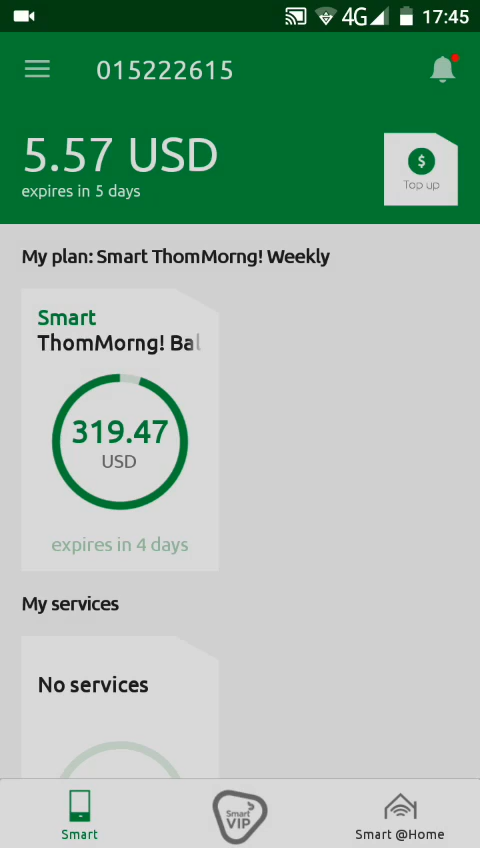 4G 17:45
015222615
5.57 USD
expires in 5 days
$
Top up
My plan: Smart ThomMorng! Weekly
Smart
ThomMorng! Bal
319.47
USD
expires in 4 days
My services
No services
Smart
VIP
Smart
Smart @Home